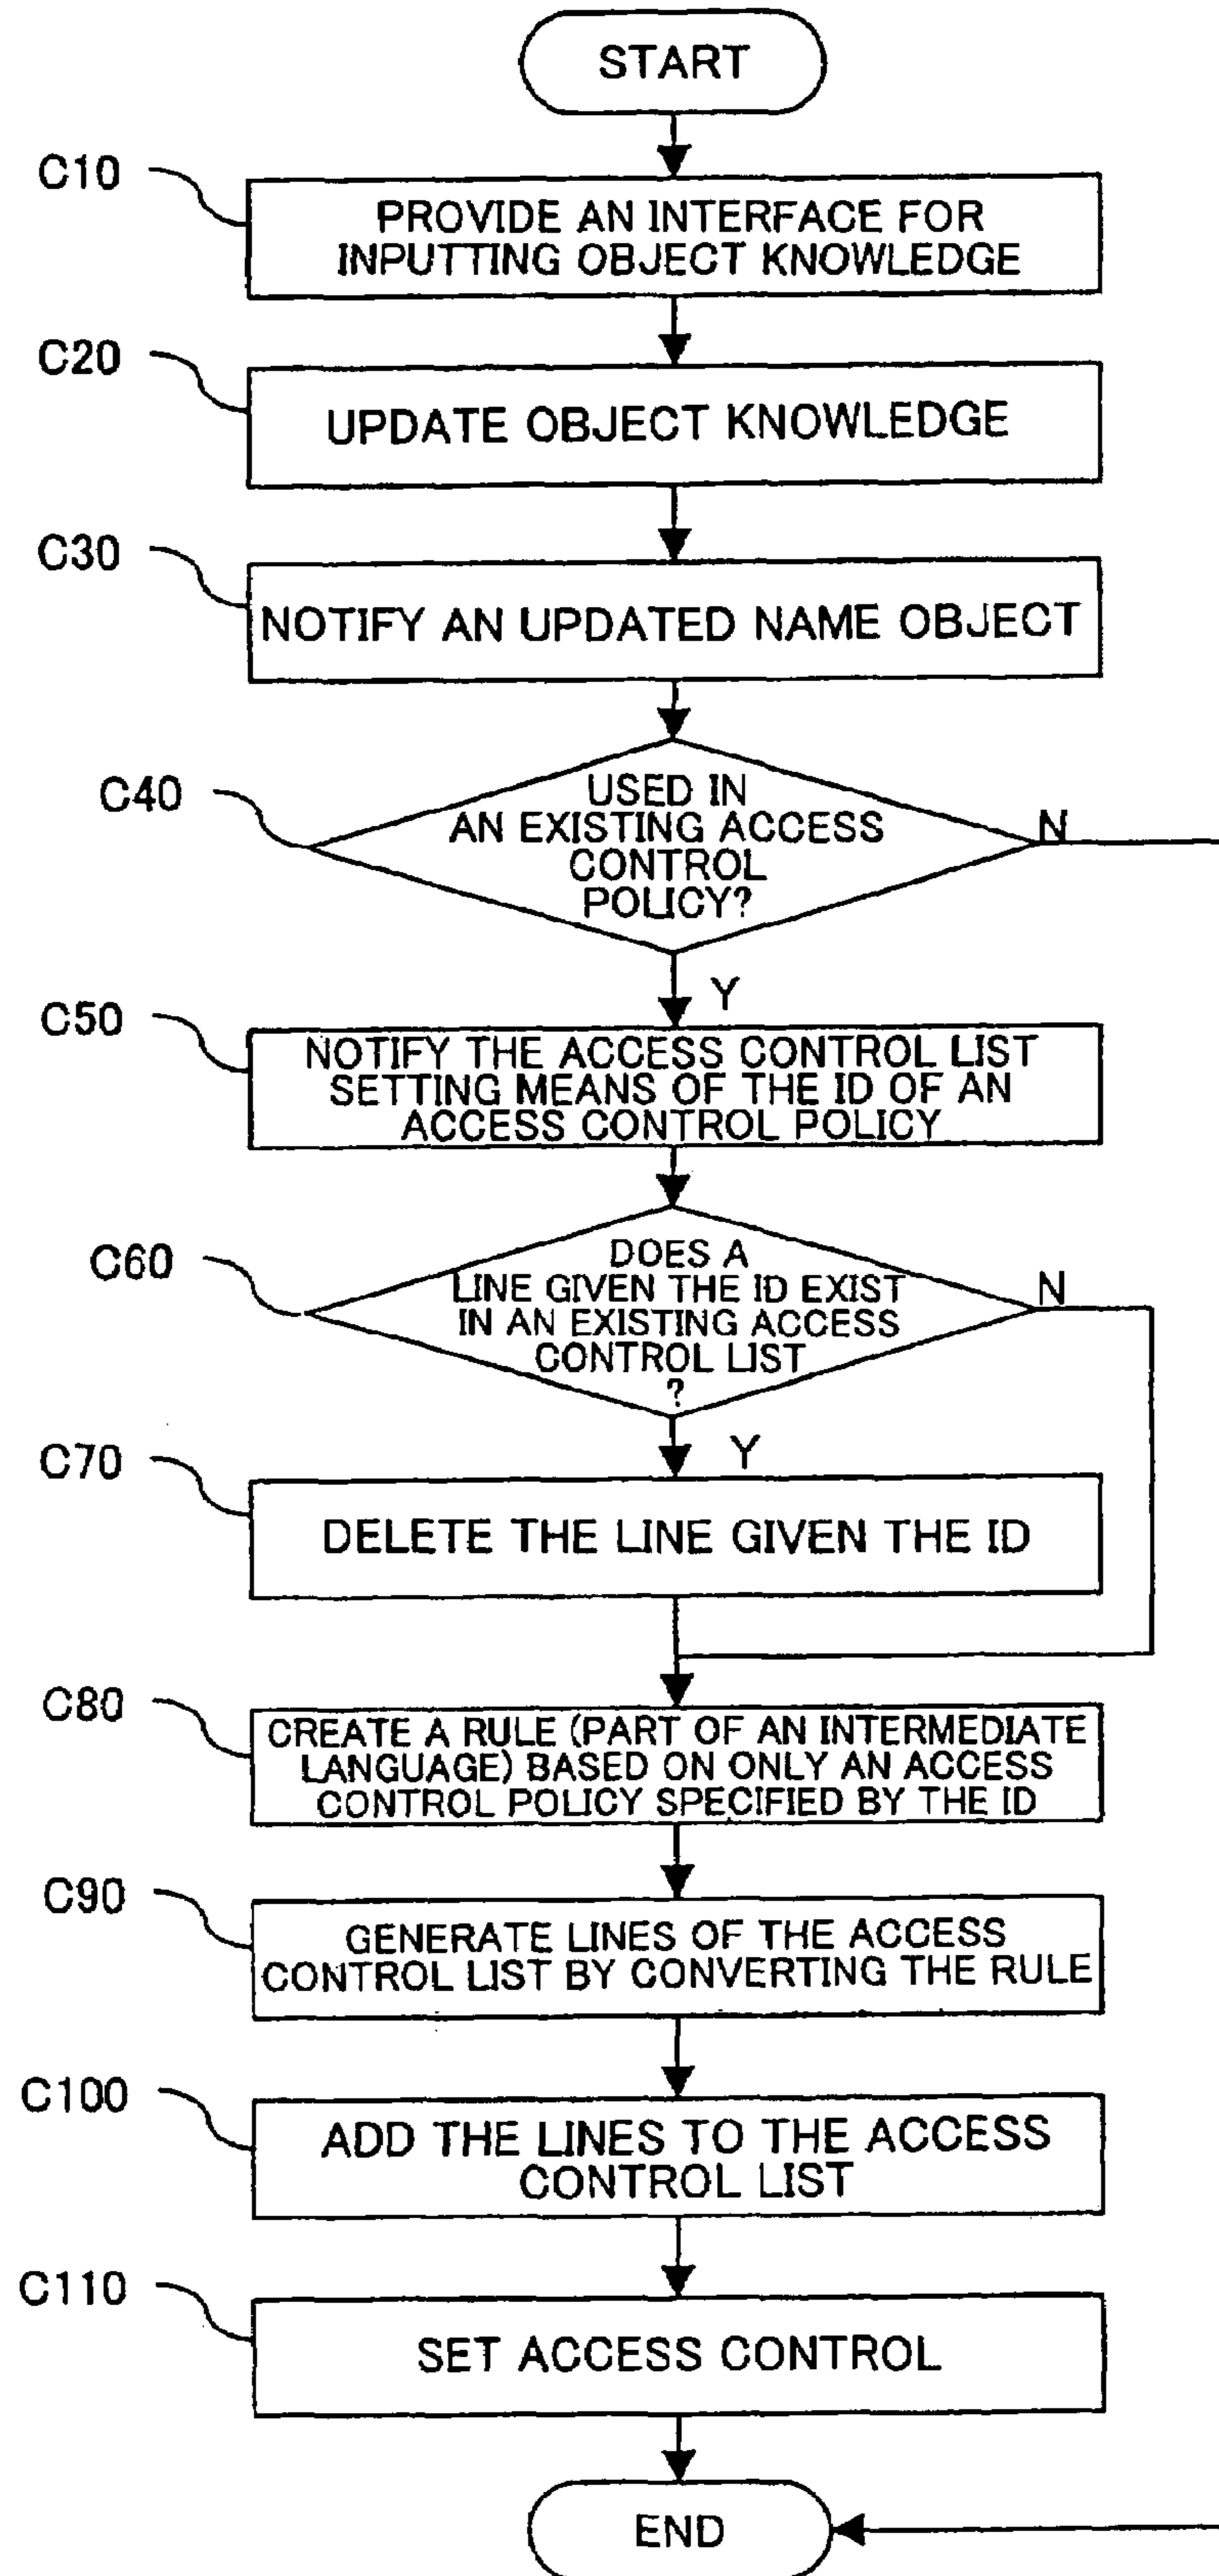 START
C10
PROVIDE AN INTERFACE FOR
INPUTTING OBJECT KNOWLEDGE
C20
UPDATE OBJECT KNOWLEDGE
C30
NOTIFY AN UPDATED NAME OBJECT
C40
USED IN
AN EXISTING ACCESS
CONTROL
POLICY?
N
Y
C50
NOTIFY THE ACCESS CONTROL LIST
SETTING MEANS OF THE ID OF AN
ACCESS CONTROL POLICY
C60
DOES A
LINE GIVEN THE ID EXIST
IN AN EXISTING ACCESS
CONTROL LIST
?
N
Y
C70
DELETE THE LINE GIVEN THE ID
C80
CREATE A RULE (PART OF AN INTERMEDIATE
LANGUAGE) BASED ON ONLY AN ACCESS
CONTROL POLICY SPECIFIED BY THE ID
C90
GENERATE LINES OF THE ACCESS
CONTROL LIST BY CONVERTING THE RULE
C100
ADD THE LINES TO THE ACCESS
CONTROL LIST
C110
SET ACCESS CONTROL
END